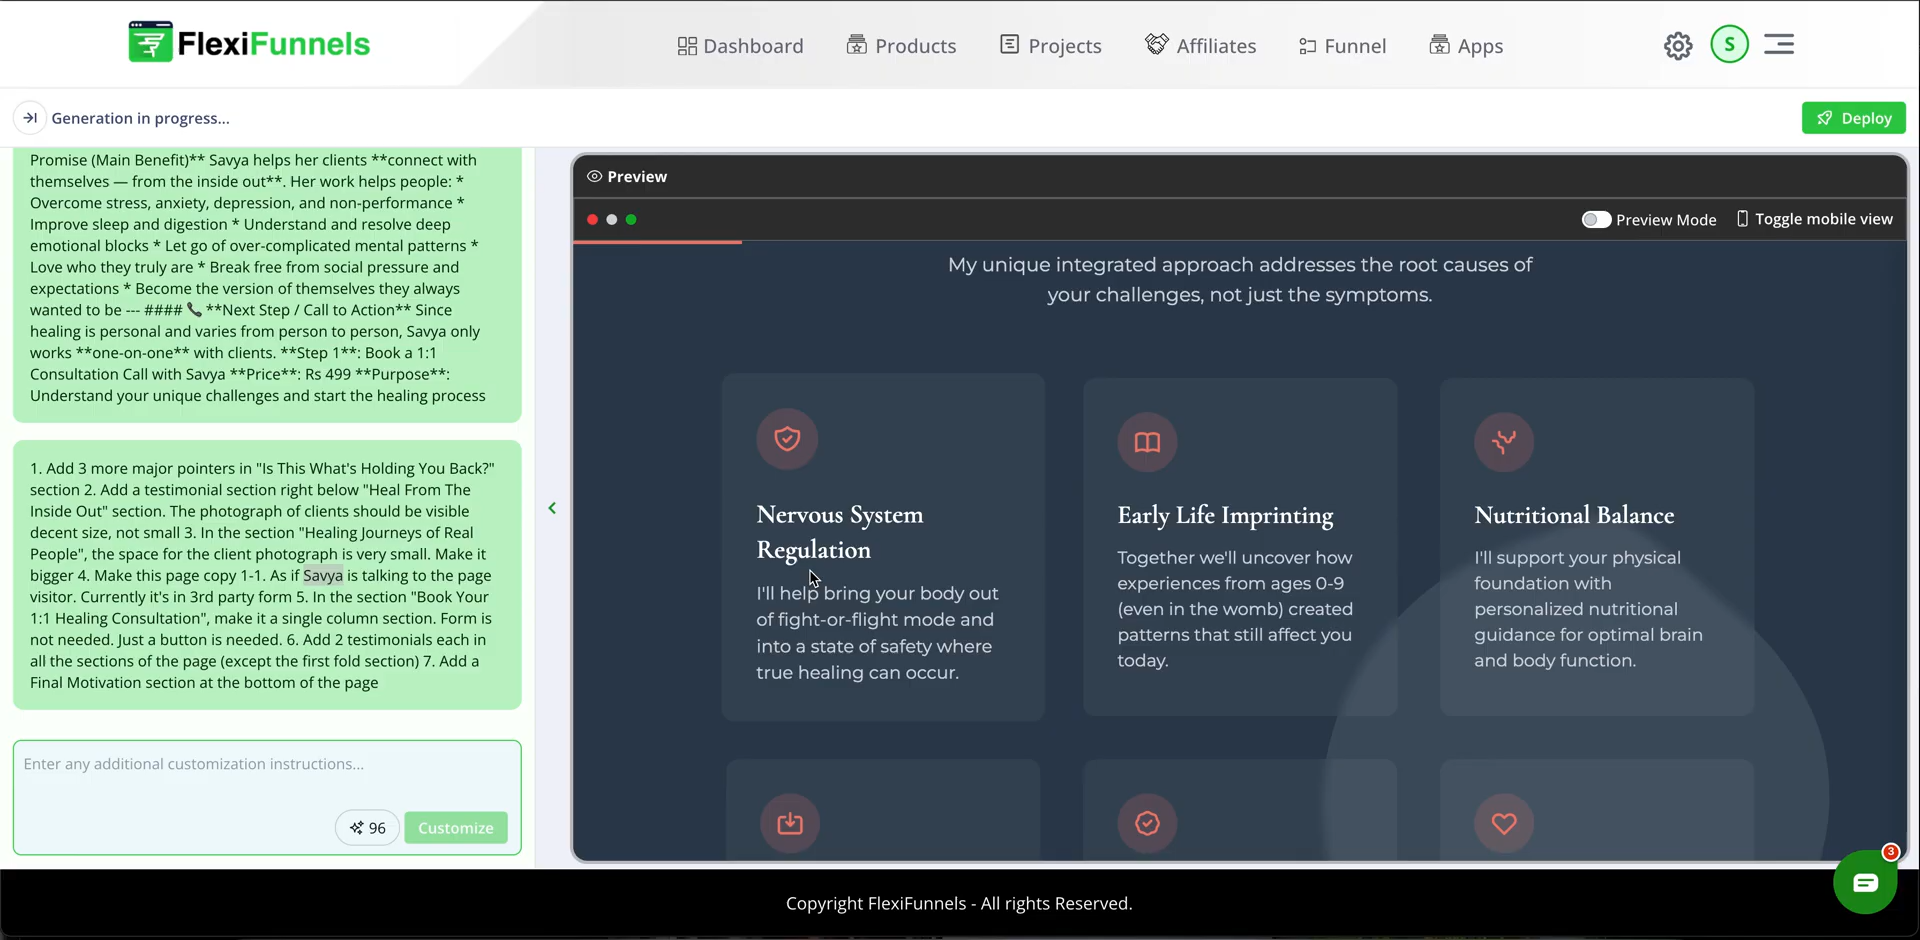 FlexiFunnels
Dashboard
Products
Projects
Affiliates
Funnel
Apps
S
Generation in progress...
Deploy
Promise (Main Benefit)** Savya helps her clients **connect with
themselves — from the inside out**. Her work helps people: *
Overcome stress, anxiety, depression, and non-performance *
Improve sleep and digestion * Understand and resolve deep
emotional blocks * Let go of over-complicated mental patterns *
Love who they truly are * Break free from social pressure and
expectations * Become the version of themselves they always
wanted to be --- #### 📞 **Next Step / Call to Action** Since
healing is personal and varies from person to person, Savya only
works **one-on-one** with clients. **Step 1**: Book a 1:1
Consultation Call with Savya **Price**: Rs 499 **Purpose**:
Understand your unique challenges and start the healing process
1. Add 3 more major pointers in "Is This What's Holding You Back?"
section 2. Add a testimonial section right below "Heal From The
Inside Out" section. The photograph of clients should be visible
decent size, not small 3. In the section "Healing Journeys of Real
People", the space for the client photograph is very small. Make it
bigger 4. Make this page copy 1-1. As if Savya is talking to the page
visitor. Currently it's in 3rd party form 5. In the section "Book Your
1:1 Healing Consultation", make it a single column section. Form is
not needed. Just a button is needed. 6. Add 2 testimonials each in
all the sections of the page (except the first fold section) 7. Add a
Final Motivation section at the bottom of the page
Enter any additional customization instructions...
96
Customize
Preview
Preview Mode
Toggle mobile view
My unique integrated approach addresses the root causes of
your challenges, not just the symptoms.
Nervous System
Regulation
I'll help bring your body out
of fight-or-flight mode and
into a state of safety where
true healing can occur.
Early Life Imprinting
Together we'll uncover how
experiences from ages 0-9
(even in the womb) created
patterns that still affect you
today.
Nutritional Balance
I'll support your physical
foundation with
personalized nutritional
guidance for optimal brain
and body function.
3
Copyright FlexiFunnels - All rights Reserved.